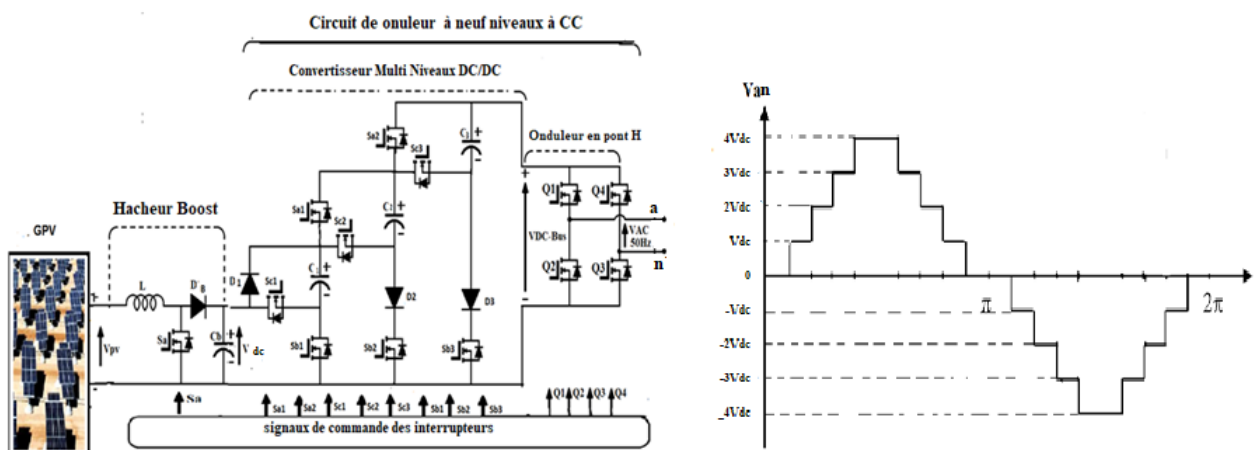 Circuit de onuleur à neuf niveaux à CC
Convertisseur Multi Niveaux DC/DC
Onduleur en pont H
Hacheur Boost
GPV
L
D B
Sa
Cb
Vpv
V dc
D1
Sc1
Sa1
Sc2
C1
Sb1
Sa2
Sc3
C2
D2
Sb2
C3
D3
Sb3
VDC-Bus
Q1
Q4
Q2
Q3
a
VAC
50Hz
n
Sa
Sa1
Sa2
Sc1
Sc2
Sc3
Sb1
Sb2
Sb3
Q1 Q2 Q3 Q4
signaux de commande des interrupteurs
Van
4Vdc
3Vdc
2Vdc
Vdc
0
-Vdc
-2Vdc
-3Vdc
_4Vdc
π
2π